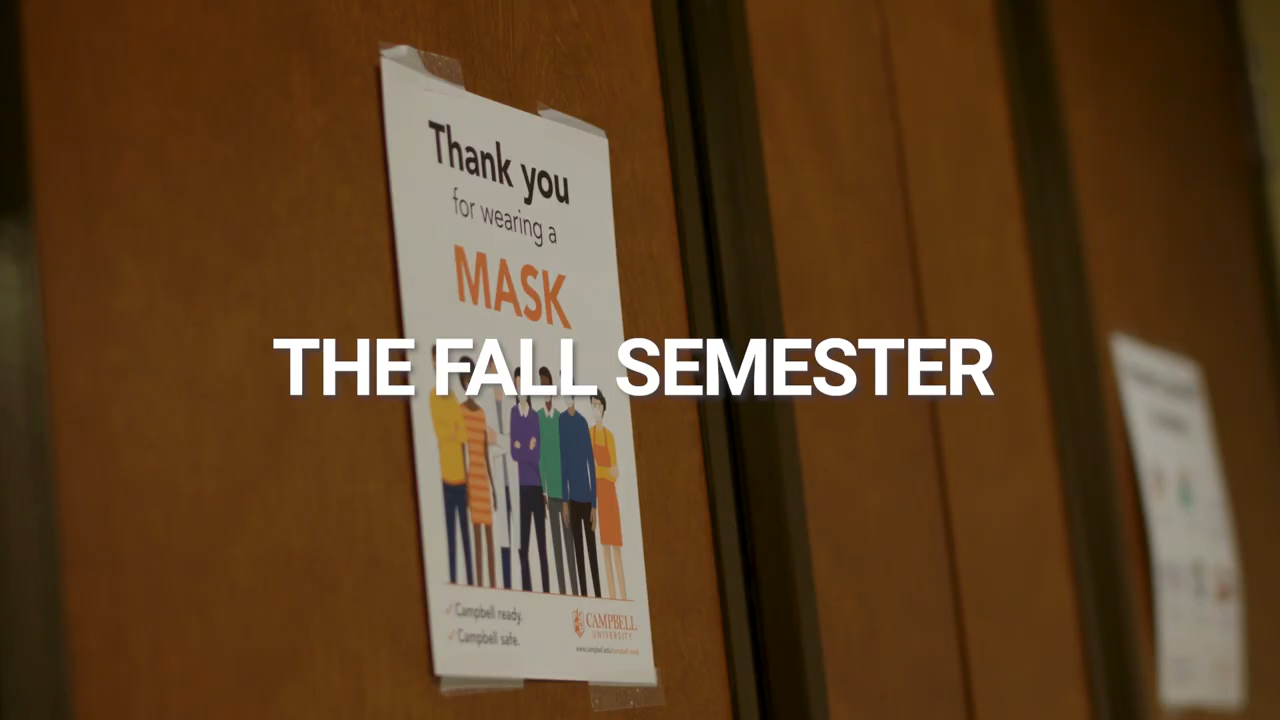 Thank you
for wearing a
MASK
THE FALL SEMESTER
✓Campbell ready.
✓Campbell safe.
CAMPBELL
UNIVERSITY